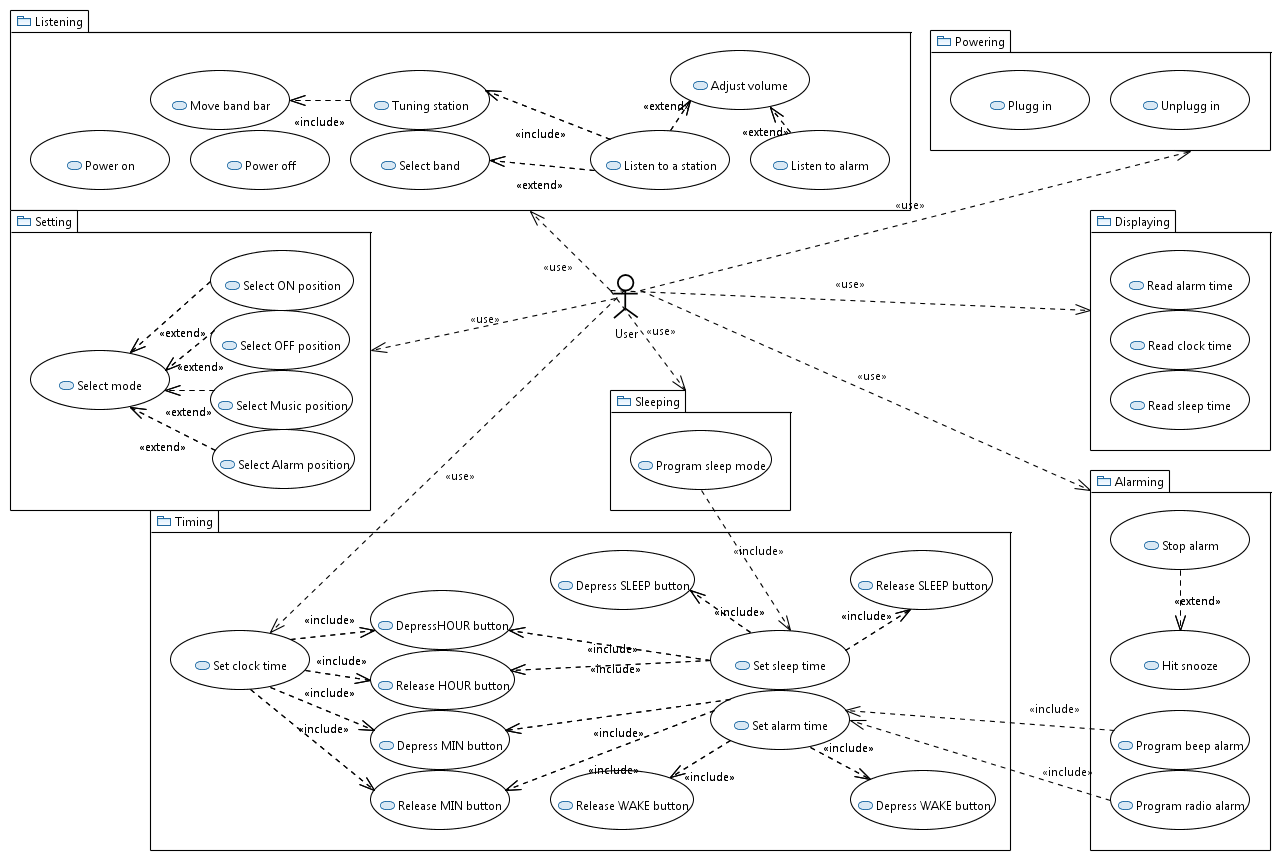 Listening
Powering
Move band bar
Tuning station
Adjust volume
Plugg in
Unplugg in
«include»
«extend»
«include»
«extend»
Power on
Power off
Select band
Listen to a station
Listen to alarm
«extend»
«use»
Setting
Displaying
«use»
Select ON position
«use»
Read alarm time
«use»
«extend»
User
«use»
Select OFF position
Read clock time
«extend»
«use»
Select mode
Select Music position
Sleeping
Read sleep time
«extend»
«extend»
Select Alarm position
Program sleep mode
«use»
Alarming
Timing
Stop alarm
«include»
Depress SLEEP button
Release SLEEP button
«extend»
«include»
«include»
«include»
DepressHOUR button
«include»
«include»
Set clock time
Set sleep time
Hit snooze
Release HOUR button
«include»
«include»
«include»
«include»
Set alarm time
Depress MIN button
«include»
Program beep alarm
«include»
«include»
«include»
Release MIN button
Release WAKE button
Depress WAKE button
Program radio alarm